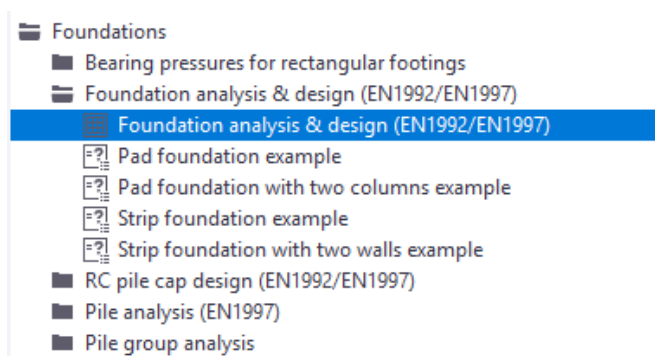 Foundations
Bearing pressures for rectangular footings
Foundation analysis & design (EN1992/EN1997)
Foundation analysis & design (EN1992/EN1997)
Pad foundation example
Pad foundation with two columns example
Strip foundation example
Strip foundation with two walls example
RC pile cap design (EN1992/EN1997)
Pile analysis (EN1997)
Pile group analysis